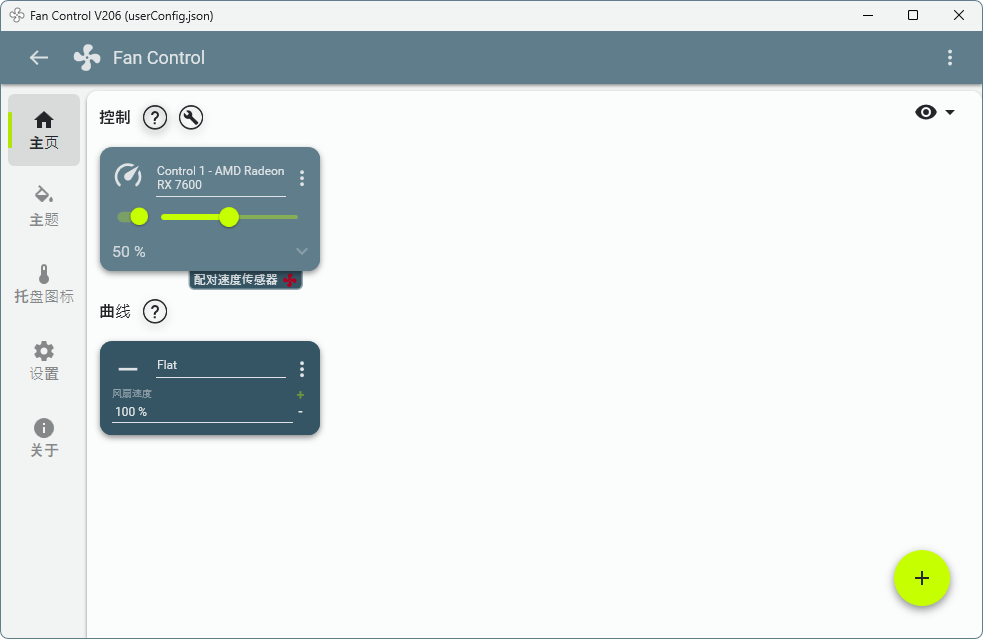 Fan Control V206 (userConfig.json)
Fan Control
主页
主题
托盘图标
设置
关于
控制
Control 1 - AMD Radeon
RX 7600
50 %
配对速度传感器
曲线
Flat
风扇速度
100 %